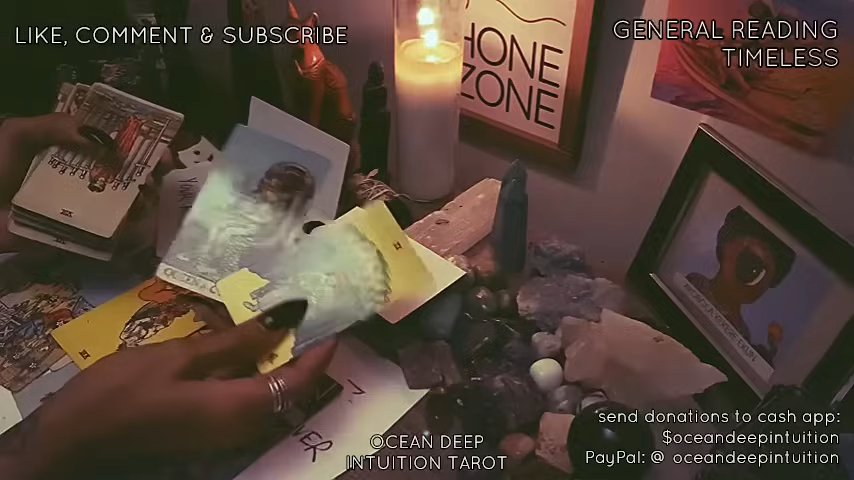 LIKE, COMMENT & SUBSCRIBE
GENERAL READING
TIMELESS
HONE
ZONE
send donations to cash app:
$oceandeepintuition
PayPal: @ oceandeepintuition
OCEAN DEEP
INTUITION TAROT